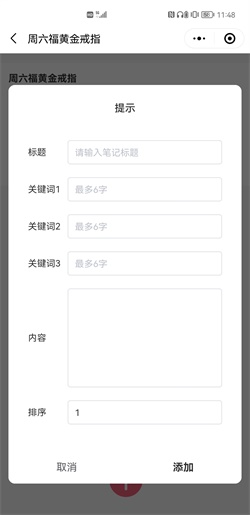 11:48
周六福黄金戒指
周六福黄金戒指
提示
标题 请输入笔记标题
关键词1 最多6字
关键词2 最多6字
关键词3 最多6字
内容
排序 1
取消 添加